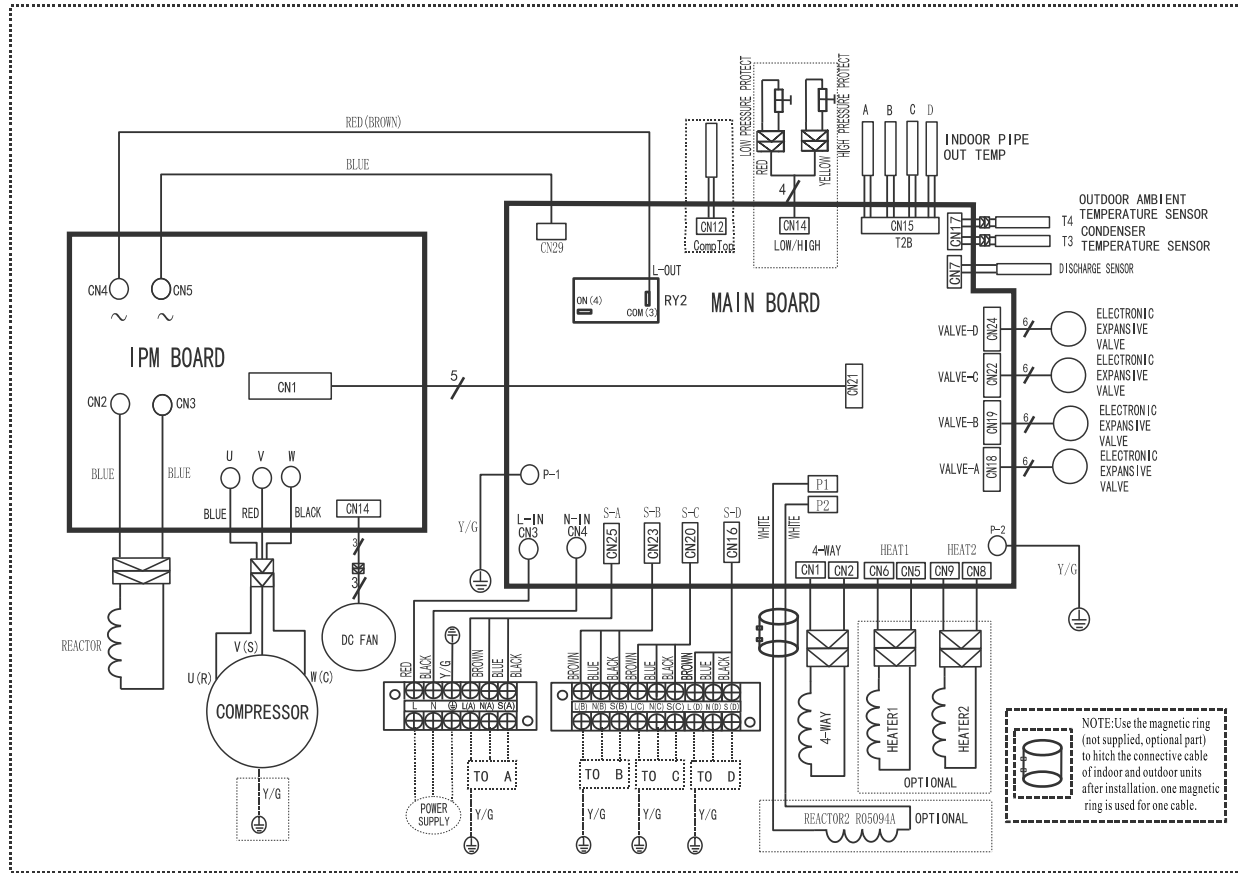 RED(BROWN)
BLUE
LOW PRESSURE PROTECT
HIGH PRESSURE PROTECT
RED
YELLOW
4
CN12
CompTop
CN14
LOW/HIGH
A B C D
INDOOR PIPE
OUT TEMP
CN15
T2B
CN17
T4
OUTDOOR AMBIENT
TEMPERATURE SENSOR
T3
CONDENSER
TEMPERATURE SENSOR
CN7
DISCHARGE SENSOR
CN29
L-OUT
ON(4)
COM(3)
RY2
MAIN BOARD
CN4
CN5
~
~
IPM BOARD
CN1
5
CN21
CN2
CN3
BLUE
BLUE
U
V
W
BLUE
RED
BLACK
CN14
3
3
DC FAN
REACTOR
V(S)
U(R)
W(C)
COMPRESSOR
Y/G
VALVE-D
CN24
6
ELECTRONIC
EXPANSIVE
VALVE
VALVE-C
CN22
6
ELECTRONIC
EXPANSIVE
VALVE
VALVE-B
CN19
6
ELECTRONIC
EXPANSIVE
VALVE
VALVE-A
CN18
6
ELECTRONIC
EXPANSIVE
VALVE
P-1
Y/G
L-IN
CN3
N-IN
CN4
S-A
CN25
S-B
CN23
S-C
CN20
S-D
CN16
P1
P2
WHITE
WHITE
4-WAY
CN1
CN2
HEAT1
CN6
CN5
HEAT2
CN9
CN8
P-2
Y/G
RED
BLACK
Y/G
BROWN
BLUE
BLACK
L
N
L(A)
N(A)
S(A)
BROWN
BLUE
BLACK
BROWN
BLUE
BLACK
BROWN
BLUE
BLACK
L(B)
N(B)
S(B)
L(C)
N(C)
S(C)
L(D)
N(D)
S(D)
POWER
SUPPLY
TO A
Y/G
TO B
Y/G
TO C
Y/G
TO D
Y/G
4-WAY
HEATER1
HEATER2
OPTIONAL
REACTOR2 R05094A
OPTIONAL
NOTE:Use the magnetic ring
(not supplied, optional part)
to hitch the connective cable
of indoor and outdoor units
after installation. one magnetic
ring is used for one cable.